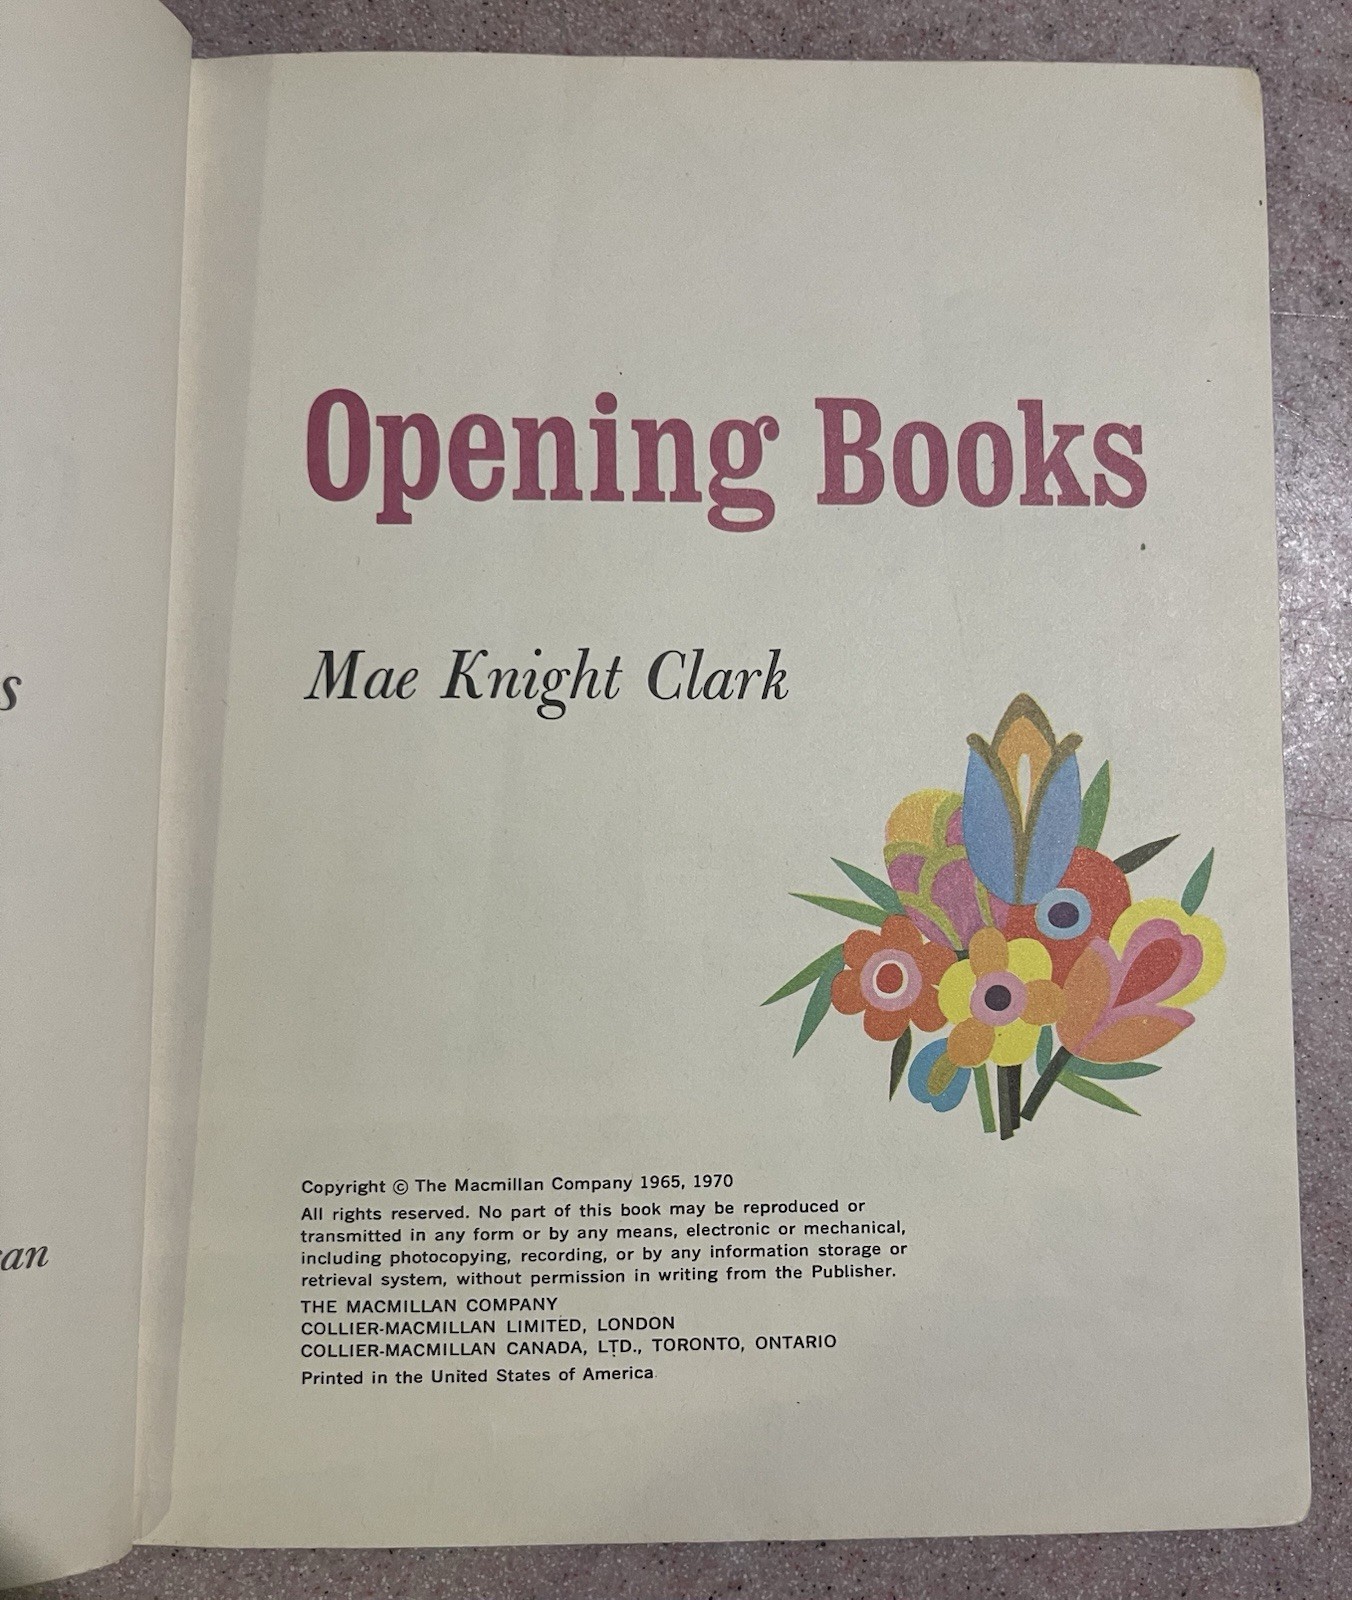 Opening Books
Mae Knight Clark
Copyright © The Macmillan Company 1965, 1970
All rights reserved. No part of this book may be reproduced or
transmitted in any form or by any means, electronic or mechanical,
including photocopying, recording, or by any information storage or
retrieval system, without permission in writing from the Publisher.
THE MACMILLAN COMPANY
COLLIER-MACMILLAN LIMITED, LONDON
COLLIER-MACMILLAN CANADA, LTD., TORONTO, ONTARIO
Printed in the United States of America